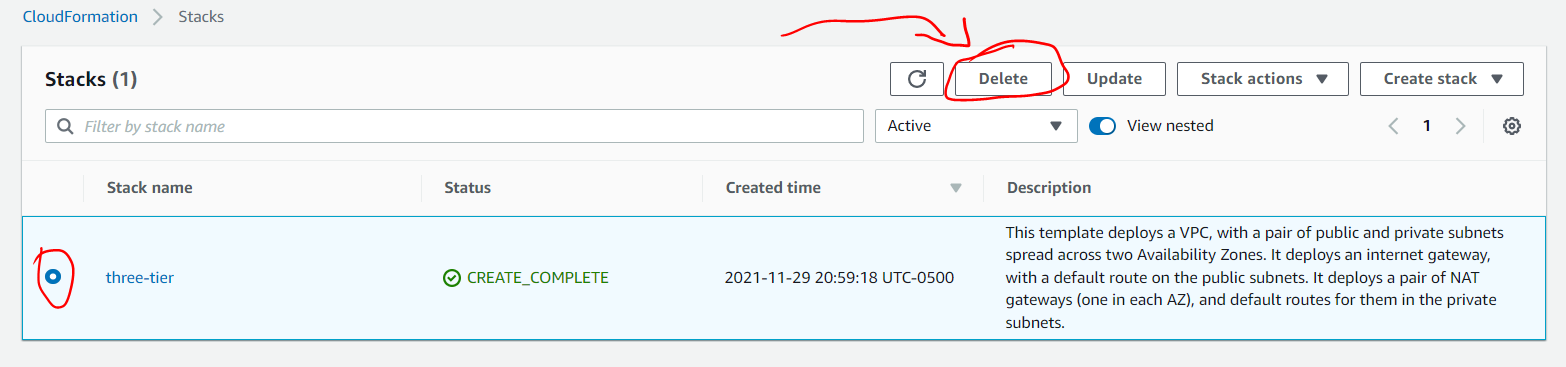 CloudFormation > Stacks
Stacks (1)
Delete
Update
Stack actions
Create stack
Filter by stack name
Active
View nested
1
Stack name
Status
Created time
Description
three-tier
CREATE_COMPLETE
2021-11-29 20:59:18 UTC-0500
This template deploys a VPC, with a pair of public and private subnets
spread across two Availability Zones. It deploys an internet gateway,
with a default route on the public subnets. It deploys a pair of NAT
gateways (one in each AZ), and default routes for them in the private
subnets.